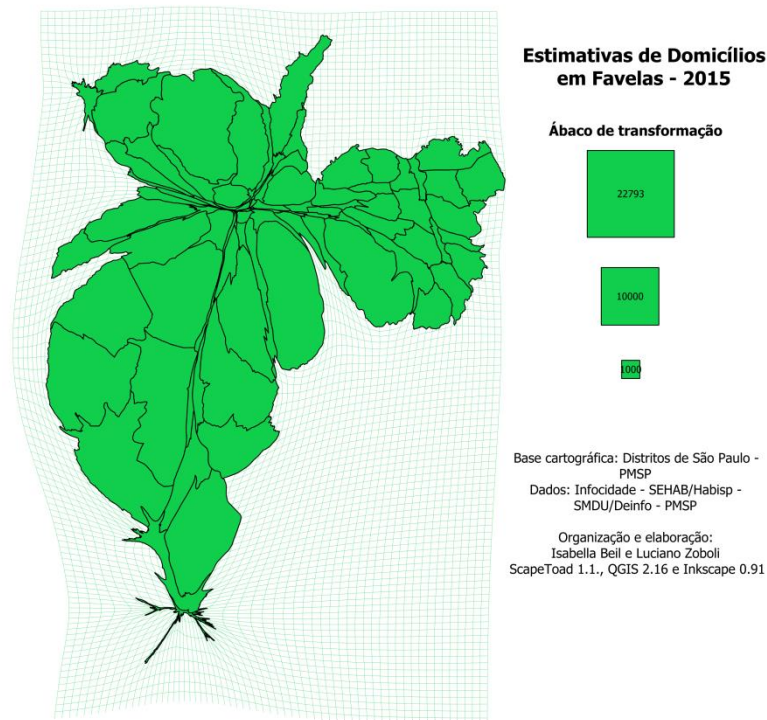 Estimativas de Domicílios
em Favelas - 2015
Ábaco de transformação
22793
10000
1000
Base cartográfica: Distritos de São Paulo -
PMSP
Dados: Infocidade - SEHAB/Habisp -
SMDU/Deinfo - PMSP
Organização e elaboração:
Isabella Beil e Luciano Zoboli
ScapeToad 1.1., QGIS 2.16 e Inkscape 0.91